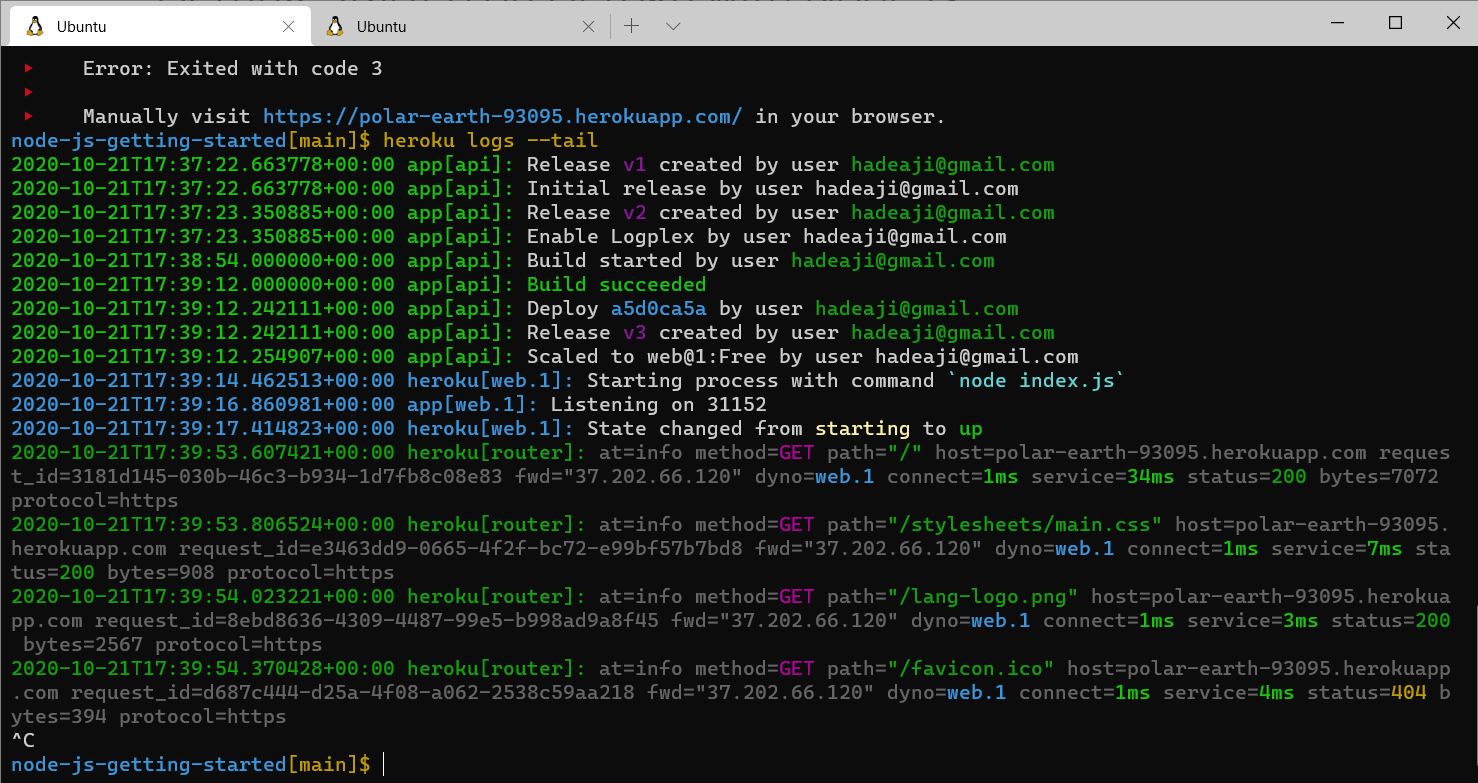 Ubuntu
Ubuntu
Error: Exited with code 3
Manually visit https://polar-earth-93095.herokuapp.com/ in your browser.
node-js-getting-started[main]$ heroku logs --tail
2020-10-21T17:37:22.663778+00:00 app[api]: Release v1 created by user hadeaji@gmail.com
2020-10-21T17:37:22.663778+00:00 app[api]: Initial release by user hadeaji@gmail.com
2020-10-21T17:37:23.350885+00:00 app[api]: Release v2 created by user hadeaji@gmail.com
2020-10-21T17:37:23.350885+00:00 app[api]: Enable Logplex by user hadeaji@gmail.com
2020-10-21T17:38:54.000000+00:00 app[api]: Build started by user hadeaji@gmail.com
2020-10-21T17:39:12.000000+00:00 app[api]: Build succeeded
2020-10-21T17:39:12.242111+00:00 app[api]: Deploy a5d0ca5a by user hadeaji@gmail.com
2020-10-21T17:39:12.242111+00:00 app[api]: Release v3 created by user hadeaji@gmail.com
2020-10-21T17:39:12.254907+00:00 app[api]: Scaled to web@1:Free by user hadeaji@gmail.com
2020-10-21T17:39:14.462513+00:00 heroku[web.1]: Starting process with command `node index.js`
2020-10-21T17:39:16.860981+00:00 app[web.1]: Listening on 31152
2020-10-21T17:39:17.414823+00:00 heroku[web.1]: State changed from starting to up
2020-10-21T17:39:53.607421+00:00 heroku[router]: at=info method=GET path="/" host=polar-earth-93095.herokuapp.com reques
t_id=3181d145-030b-46c3-b934-1d7fb8c08e83 fwd="37.202.66.120" dyno=web.1 connect=1ms service=34ms status=200 bytes=7072
protocol=https
2020-10-21T17:39:53.806524+00:00 heroku[router]: at=info method=GET path="/stylesheets/main.css" host=polar-earth-93095.
herokuapp.com request_id=e3463dd9-0665-4f2f-bc72-e99bf57b7bd8 fwd="37.202.66.120" dyno=web.1 connect=1ms service=7ms sta
tus=200 bytes=908 protocol=https
2020-10-21T17:39:54.023221+00:00 heroku[router]: at=info method=GET path="/lang-logo.png" host=polar-earth-93095.herokua
pp.com request_id=8ebd8636-4309-4487-99e5-b998ad9a8f45 fwd="37.202.66.120" dyno=web.1 connect=1ms service=3ms status=200
bytes=2567 protocol=https
2020-10-21T17:39:54.370428+00:00 heroku[router]: at=info method=GET path="/favicon.ico" host=polar-earth-93095.herokuapp
.com request_id=d687c444-d25a-4f08-a062-2538c59aa218 fwd="37.202.66.120" dyno=web.1 connect=1ms service=4ms status=404 b
ytes=394 protocol=https
^C
node-js-getting-started[main]$